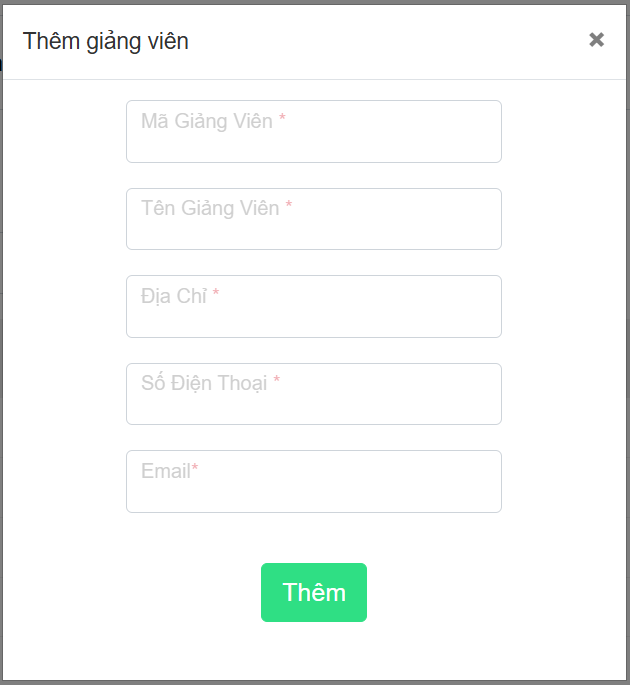 Thêm giảng viên
Mã Giảng Viên *
Tên Giảng Viên *
Địa Chỉ *
Số Điện Thoại *
Email*
Thêm